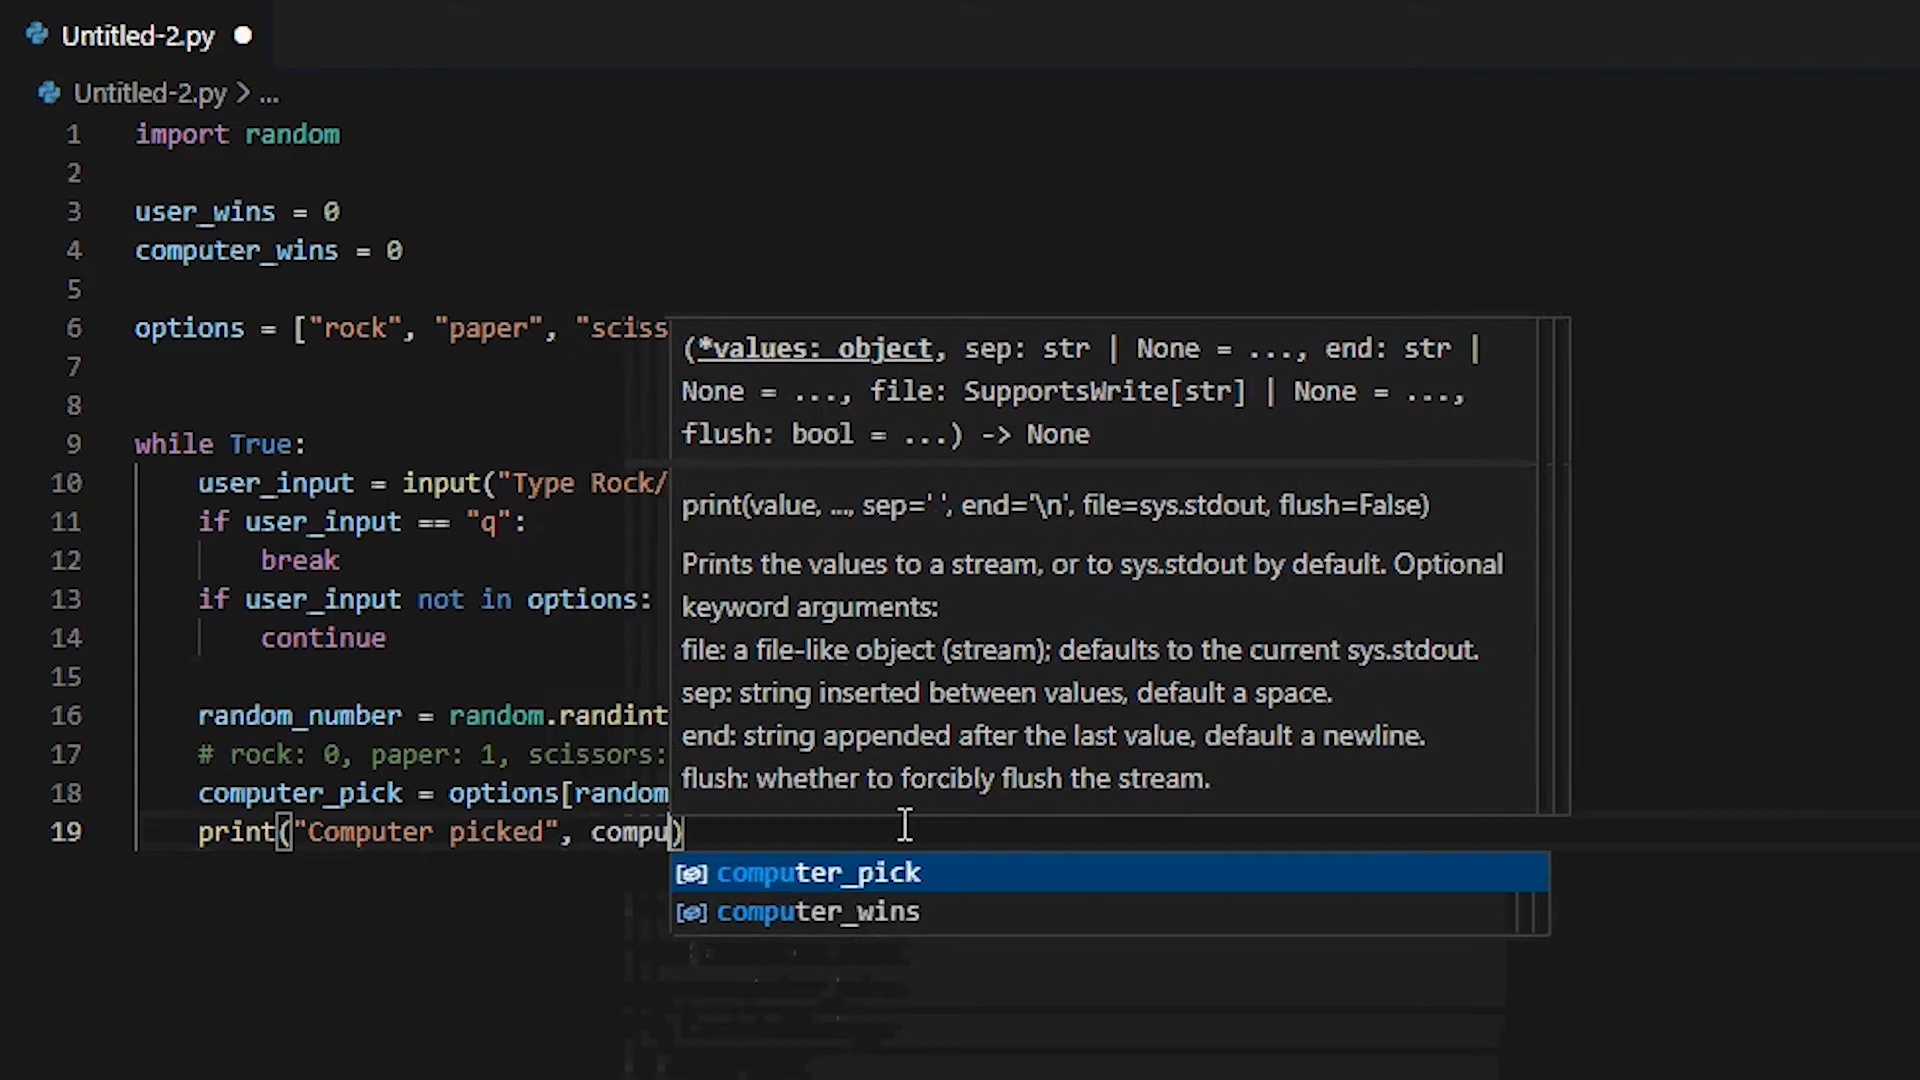 Untitled-2.py
Untitled-2.py > ...
1 import random
2
3 user_wins = 0
4 computer_wins = 0
5
6 options = ["rock", "paper", "sciss
7
8
9 while True:
10 user_input = input("Type Rock/
11 if user_input == "q":
12 break
13 if user_input not in options:
14 continue
15
16 random_number = random.randint
17 # rock: 0, paper: 1, scissors:
18 computer_pick = options[random
19 print("Computer picked", compu)
(*values: object, sep: str | None = ..., end: str |
None = ..., file: SupportsWrite[str] | None = ...,
flush: bool = ...) -> None
print(value, ..., sep=' ', end='\n', file=sys.stdout, flush=False)
Prints the values to a stream, or to sys.stdout by default. Optional
keyword arguments:
file: a file-like object (stream); defaults to the current sys.stdout.
sep: string inserted between values, default a space.
end: string appended after the last value, default a newline.
flush: whether to forcibly flush the stream.
computer_pick
computer_wins